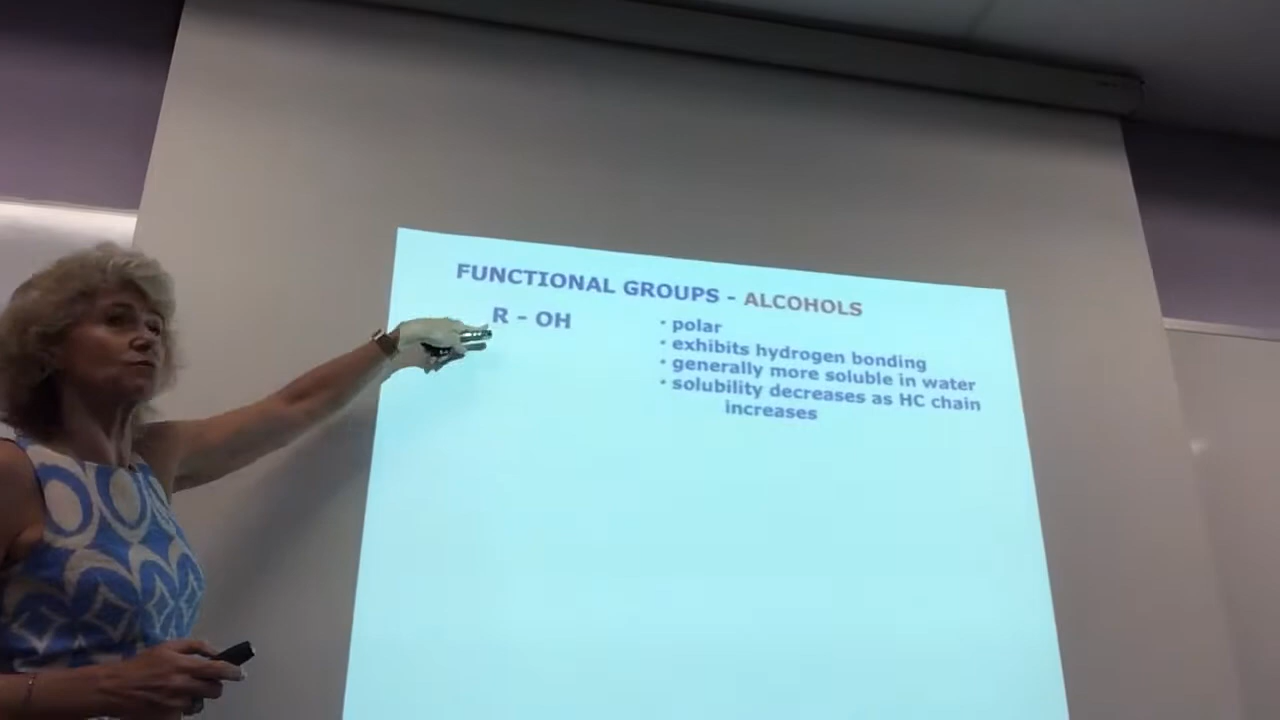 FUNCTIONAL GROUPS - ALCOHOLS
R - OH
• polar
• exhibits hydrogen bonding
• generally more soluble in water
• solubility decreases as HC chain
increases